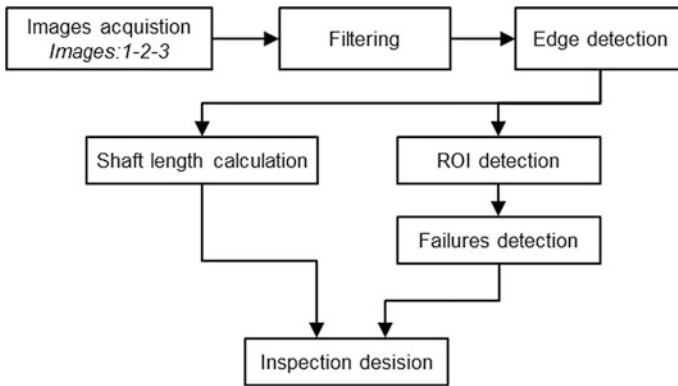 Images acquistion
Images:1-2-3
Filtering
Edge detection
Shaft length calculation
ROI detection
Failures detection
Inspection desision